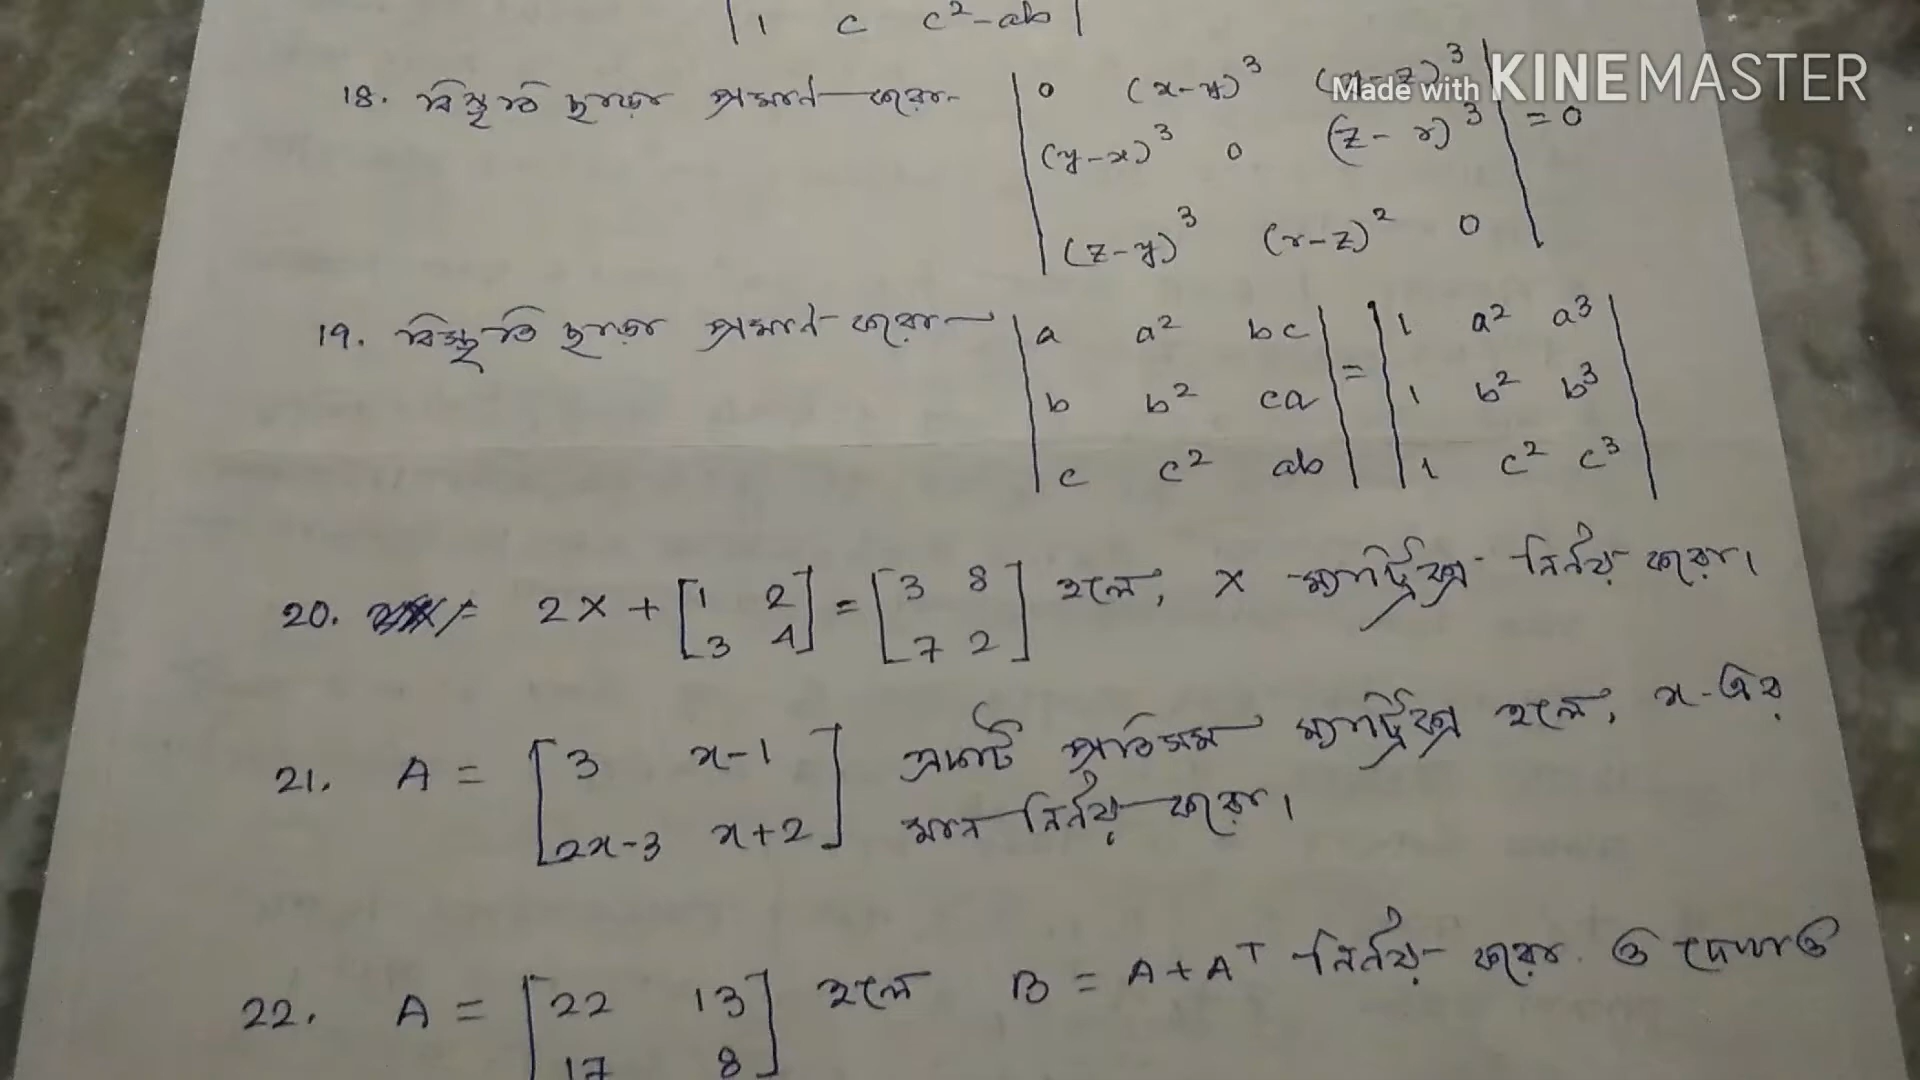 | 1 c c²-ab |
Made with KINEMASTER
18. বিস্তৃতি ছাড়া প্রমাণ করো- | 0 (x-y)³ |
| (y-x)³ 0 (z-x)³ | = 0
| (z-y)³ (x-z)² 0 |
19. বিস্তৃতি ছাড়া প্রমাণ করো- | a a² bc | | 1 a² a³ |
| b b² ca | = | 1 b² b³ |
| c c² ab | | 1 c² c³ |
20. 2X + [1 2] = [3 8] হলে, X ম্যাট্রিক্স নির্ণয় করো।
[3 4] [7 2]
21. A = [3 x-1] একটি প্রতিসম ম্যাট্রিক্স হলে, x-এর
[2x-3 x+2] মান নির্ণয় করো।
22. A = [22 13] হলে B = A+Aᵀ নির্ণয় করো ও দেখাও
[17 8]